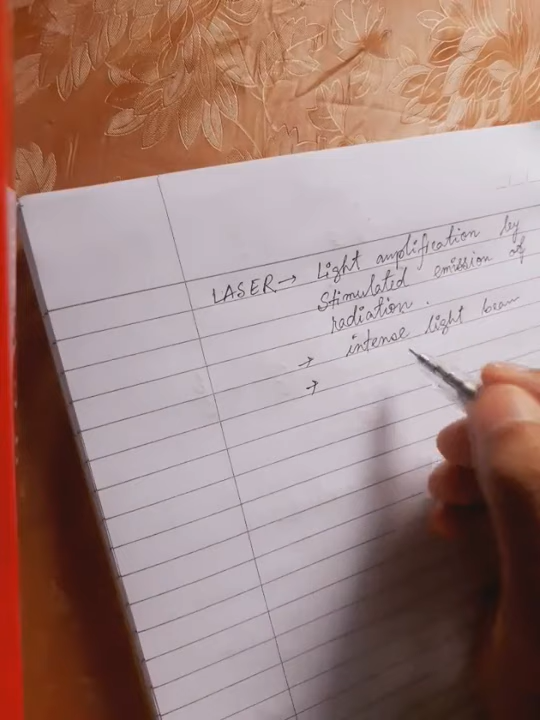 LASER → Light amplification by
Stimulated emission of
radiation.
→ intense light beam
→